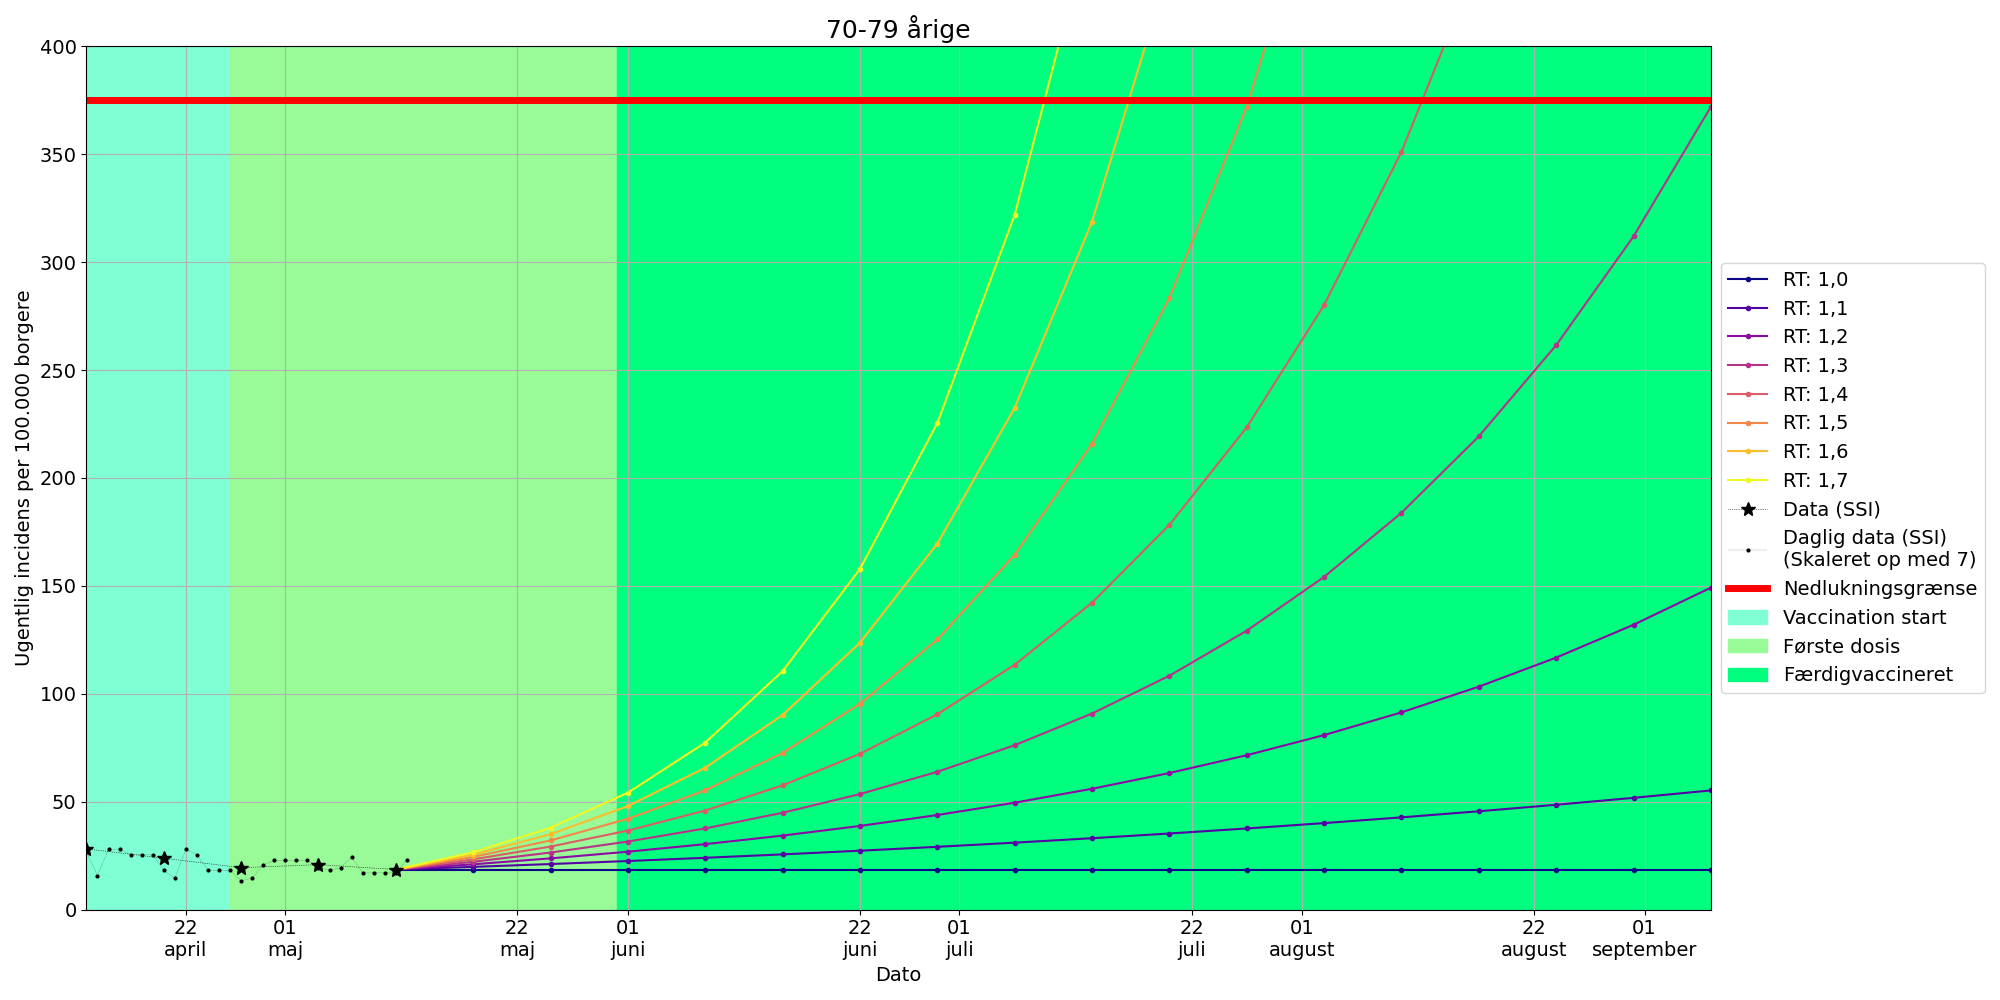 70-79 årige
Ugentlig incidens per 100.000 borgere
400
350
300
250
200
150
100
50
0
22
april
01
maj
22
maj
01
juni
22
juni
01
juli
22
juli
01
august
22
august
01
september
Dato
RT: 1,0
RT: 1,1
RT: 1,2
RT: 1,3
RT: 1,4
RT: 1,5
RT: 1,6
RT: 1,7
Data (SSI)
Daglig data (SSI)
(Skaleret op med 7)
Nedlukningsgrænse
Vaccination start
Første dosis
Færdigvaccineret